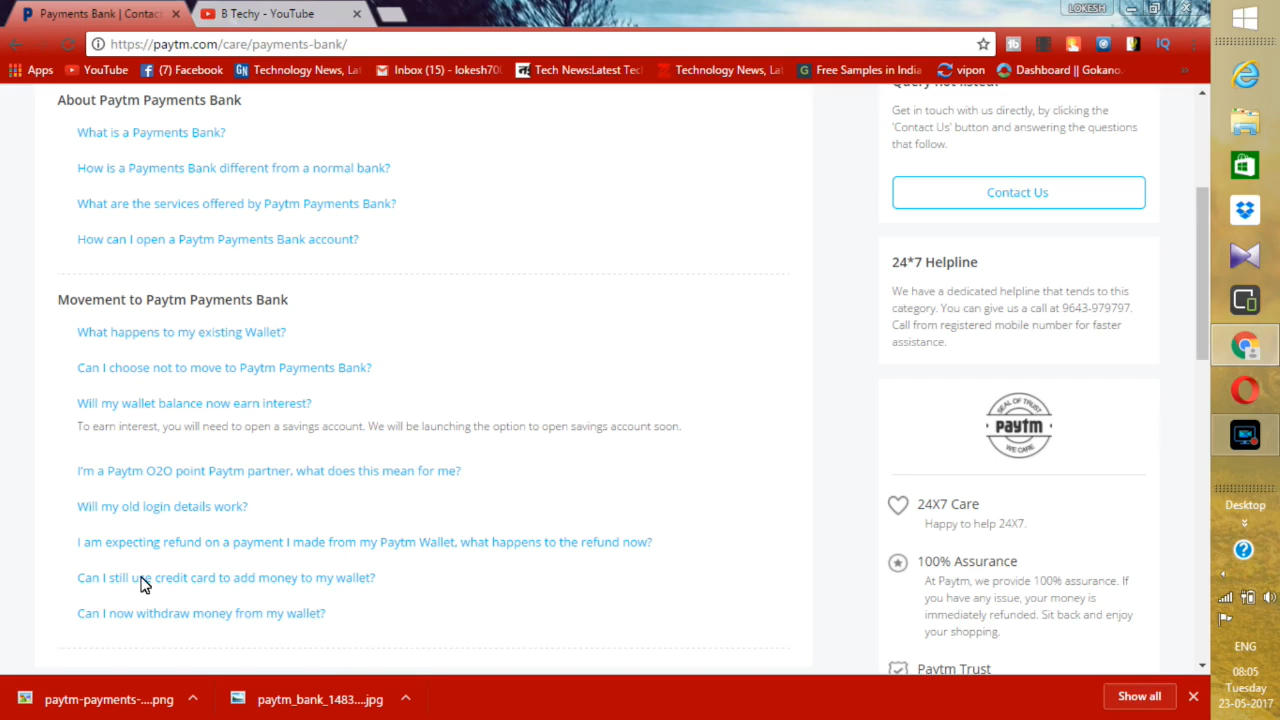 Payments Bank | Contact
B Techy - YouTube
LOKESH
https://paytm.com/care/payments-bank/
Apps
YouTube
(7) Facebook
Technology News, La
Inbox (15) - lokesh70
Tech News:Latest Tec
Technology News, La
Free Samples in India
vipon
Dashboard || Gokano.
About Paytm Payments Bank
What is a Payments Bank?
How is a Payments Bank different from a normal bank?
What are the services offered by Paytm Payments Bank?
How can I open a Paytm Payments Bank account?
Movement to Paytm Payments Bank
What happens to my existing Wallet?
Can I choose not to move to Paytm Payments Bank?
Will my wallet balance now earn interest?
To earn interest, you will need to open a savings account. We will be launching the option to open savings account soon.
I'm a Paytm O2O point Paytm partner, what does this mean for me?
Will my old login details work?
I am expecting refund on a payment I made from my Paytm Wallet, what happens to the refund now?
Can I still use credit card to add money to my wallet?
Can I now withdraw money from my wallet?
Query not listed?
Get in touch with us directly, by clicking the
'Contact Us' button and answering the questions
that follow.
Contact Us
24*7 Helpline
We have a dedicated helpline that tends to this
category. You can give us a call at 9643-979797.
Call from registered mobile number for faster
assistance.
SEAL OF TRUST
paytm
WE CARE
24X7 Care
Happy to help 24X7.
100% Assurance
At Paytm, we provide 100% assurance. If
you have any issue, your money is
immediately refunded. Sit back and enjoy
your shopping.
Paytm Trust
paytm-payments-....png
paytm_bank_1483....jpg
Show all
IQ
Desktop
ENG
08:05
Tuesday
23-05-2017